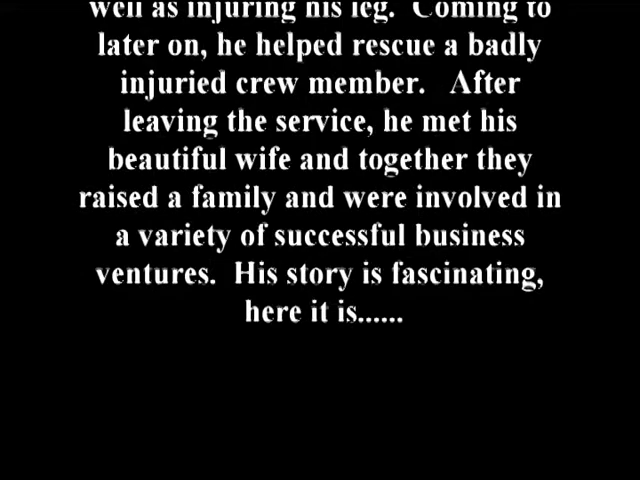 well as injuring his leg.  Coming to
later on, he helped rescue a badly
injuried crew member.   After
leaving the service, he met his
beautiful wife and together they
raised a family and were involved in
a variety of successful business
ventures.  His story is fascinating,
here it is......